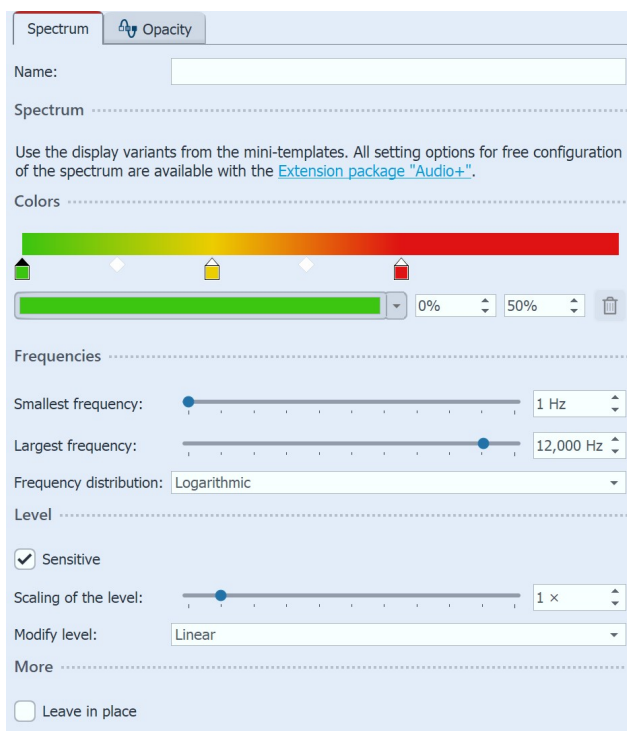 Spectrum Opacity
Name:
Spectrum
Use the display variants from the mini-templates. All setting options for free configuration
of the spectrum are available with the Extension package "Audio+".
Colors
0% 50%
Frequencies
Smallest frequency: 1 Hz
Largest frequency: 12,000 Hz
Frequency distribution: Logarithmic
Level
Sensitive
Scaling of the level: 1 ×
Modify level: Linear
More
Leave in place